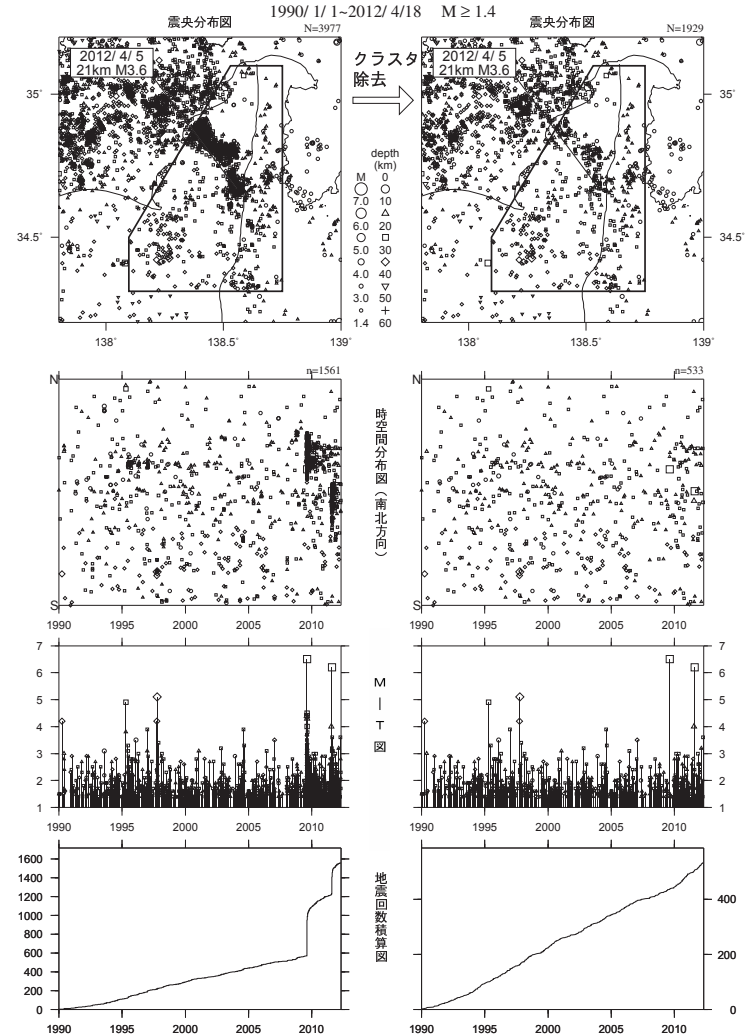 1990/ 1/ 1~2012/ 4/18 M ≥ 1.4
震央分布図
N=3977
2012/ 4/ 5
21km M3.6
35˚
34.5˚
138˚ 138.5˚ 139˚
クラスタ
除去
depth
(km)
M 0
7.0 10
6.0 20
5.0 30
4.0 40
3.0 50
1.4 60
震央分布図
N=1929
2012/ 4/ 5
21km M3.6
35˚
34.5˚
138˚ 138.5˚ 139˚
n=1561
N
S
1990 1995 2000 2005 2010
時空間分布図(南北方向)
n=533
N
S
1990 1995 2000 2005 2010
7
6
5
4
3
2
1
1990 1995 2000 2005 2010
M|T図
7
6
5
4
3
2
1
1990 1995 2000 2005 2010
1600
1400
1200
1000
800
600
400
200
0
1990 1995 2000 2005 2010
地震回数積算図
400
200
0
1990 1995 2000 2005 2010